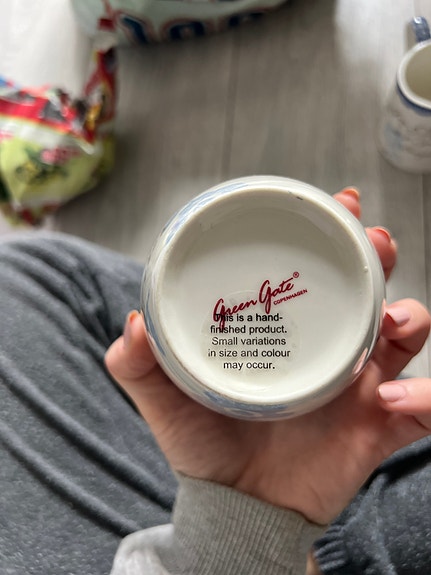 Green Gate®
COPENHAGEN
This is a hand-
finished product.
Small variations
in size and colour
may occur.